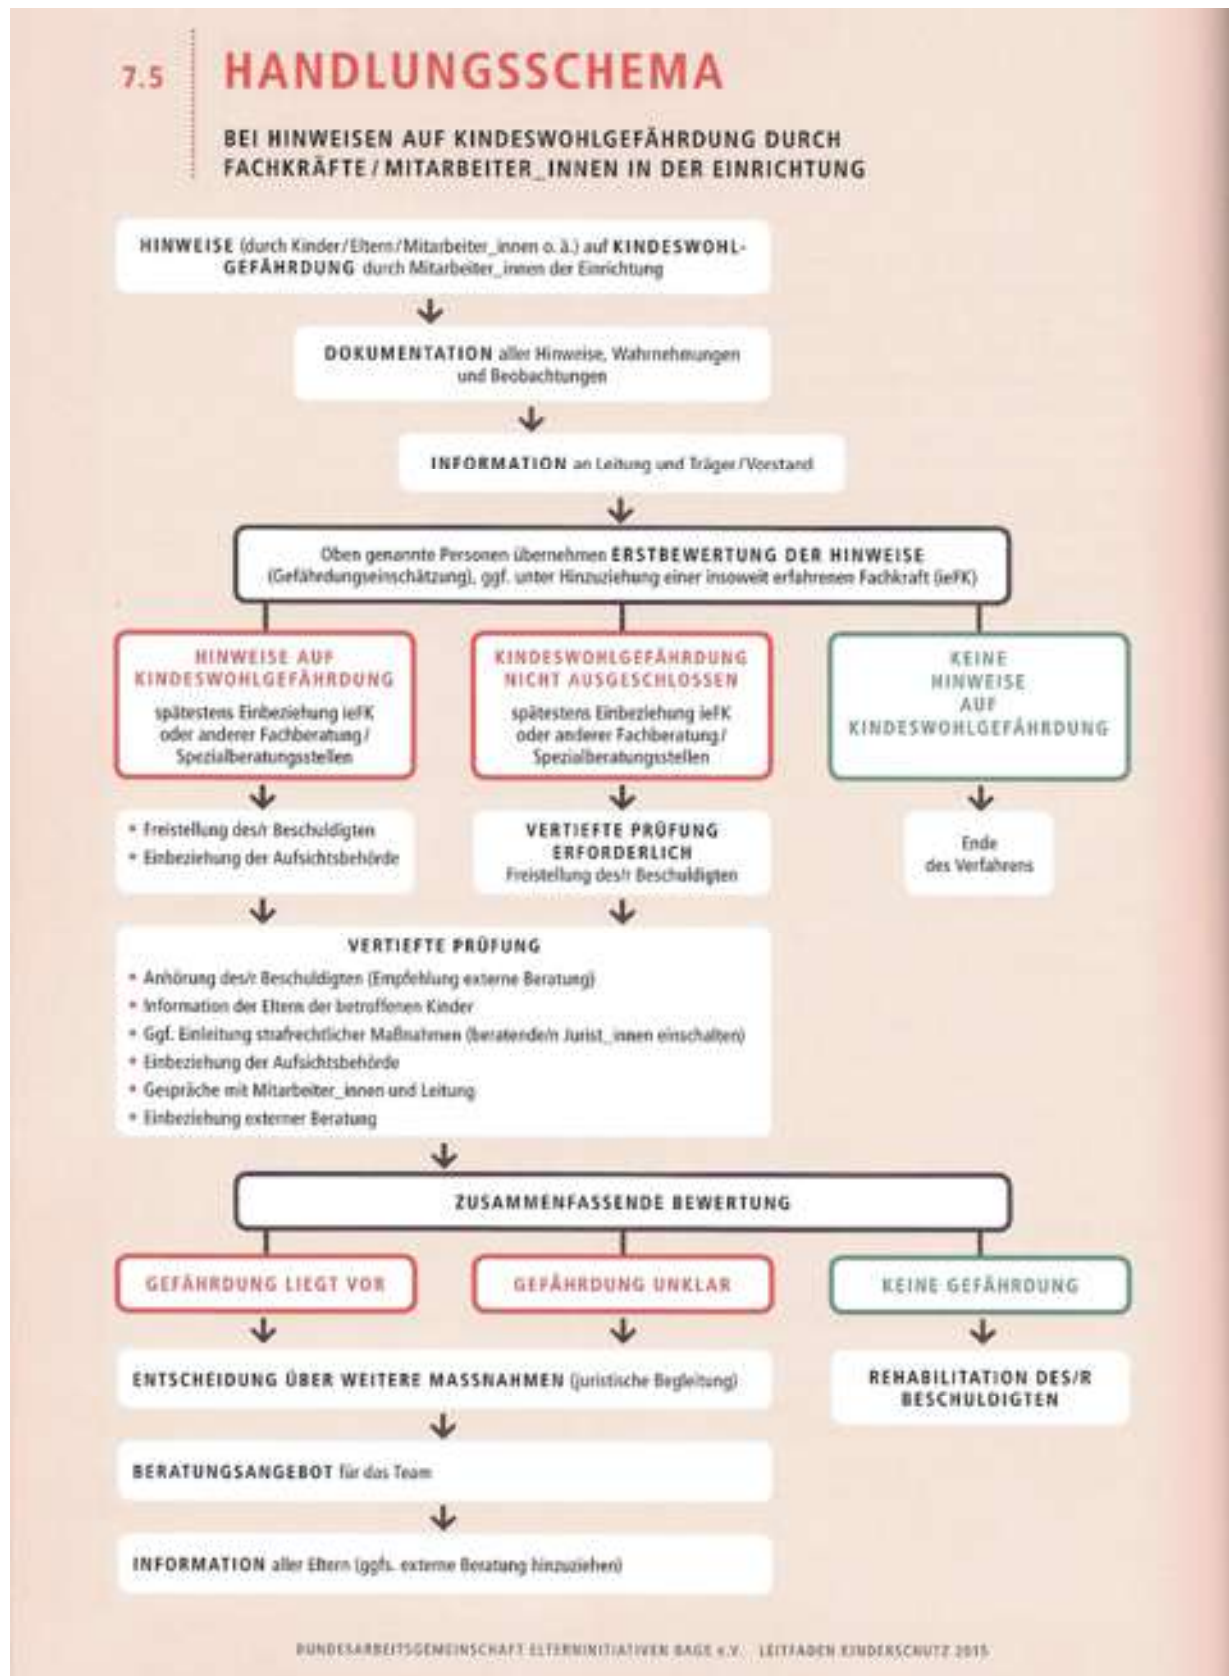 7.5
HANDLUNGSSCHEMA
BEI HINWEISEN AUF KINDESWOHLGEFÄHRDUNG DURCH
FACHKRÄFTE / MITARBEITER_INNEN IN DER EINRICHTUNG
HINWEISE (durch Kinder/Eltern/Mitarbeiter_innen o. ä.) auf KINDESWOHL-
GEFÄHRDUNG durch Mitarbeiter_innen der Einrichtung
DOKUMENTATION aller Hinweise, Wahrnehmungen
und Beobachtungen
INFORMATION an Leitung und Träger/Vorstand
Oben genannte Personen übernehmen ERSTBEWERTUNG DER HINWEISE
(Gefährdungseinschätzung), ggf. unter Hinzuziehung einer insoweit erfahrenen Fachkraft (ieFK)
HINWEISE AUF
KINDESWOHLGEFÄHRDUNG
spätestens Einbeziehung ieFK
oder anderer Fachberatung/
Spezialberatungsstellen
KINDESWOHLGEFÄHRDUNG
NICHT AUSGESCHLOSSEN
spätestens Einbeziehung ieFK
oder anderer Fachberatung/
Spezialberatungsstellen
KEINE
HINWEISE
AUF
KINDESWOHLGEFÄHRDUNG
• Freistellung des/r Beschuldigten
• Einbeziehung der Aufsichtsbehörde
VERTIEFTE PRÜFUNG
ERFORDERLICH
Freistellung des/r Beschuldigten
Ende
des Verfahrens
VERTIEFTE PRÜFUNG
• Anhörung des/r Beschuldigten (Empfehlung externe Beratung)
• Information der Eltern der betroffenen Kinder
• Ggf. Einleitung strafrechtlicher Maßnahmen (beratende/n Jurist_innen einschalten)
• Einbeziehung der Aufsichtsbehörde
• Gespräche mit Mitarbeiter_innen und Leitung
• Einbeziehung externer Beratung
ZUSAMMENFASSENDE BEWERTUNG
GEFÄHRDUNG LIEGT VOR
GEFÄHRDUNG UNKLAR
KEINE GEFÄHRDUNG
ENTSCHEIDUNG ÜBER WEITERE MASSNAHMEN (juristische Begleitung)
REHABILITATION DES/R
BESCHULDIGTEN
BERATUNGSANGEBOT für das Team
INFORMATION aller Eltern (ggfs. externe Beratung hinzuziehen)
BUNDESARBEITSGEMEINSCHAFT ELTERNINITIATIVEN BAGE e.V. LEITFADEN KINDERSCHUTZ 2015